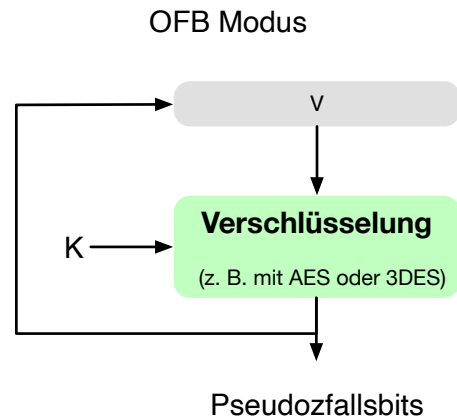 OFB Modus
V
Verschlüsselung
K
(z. B. mit AES oder 3DES)
Pseudozfallsbits